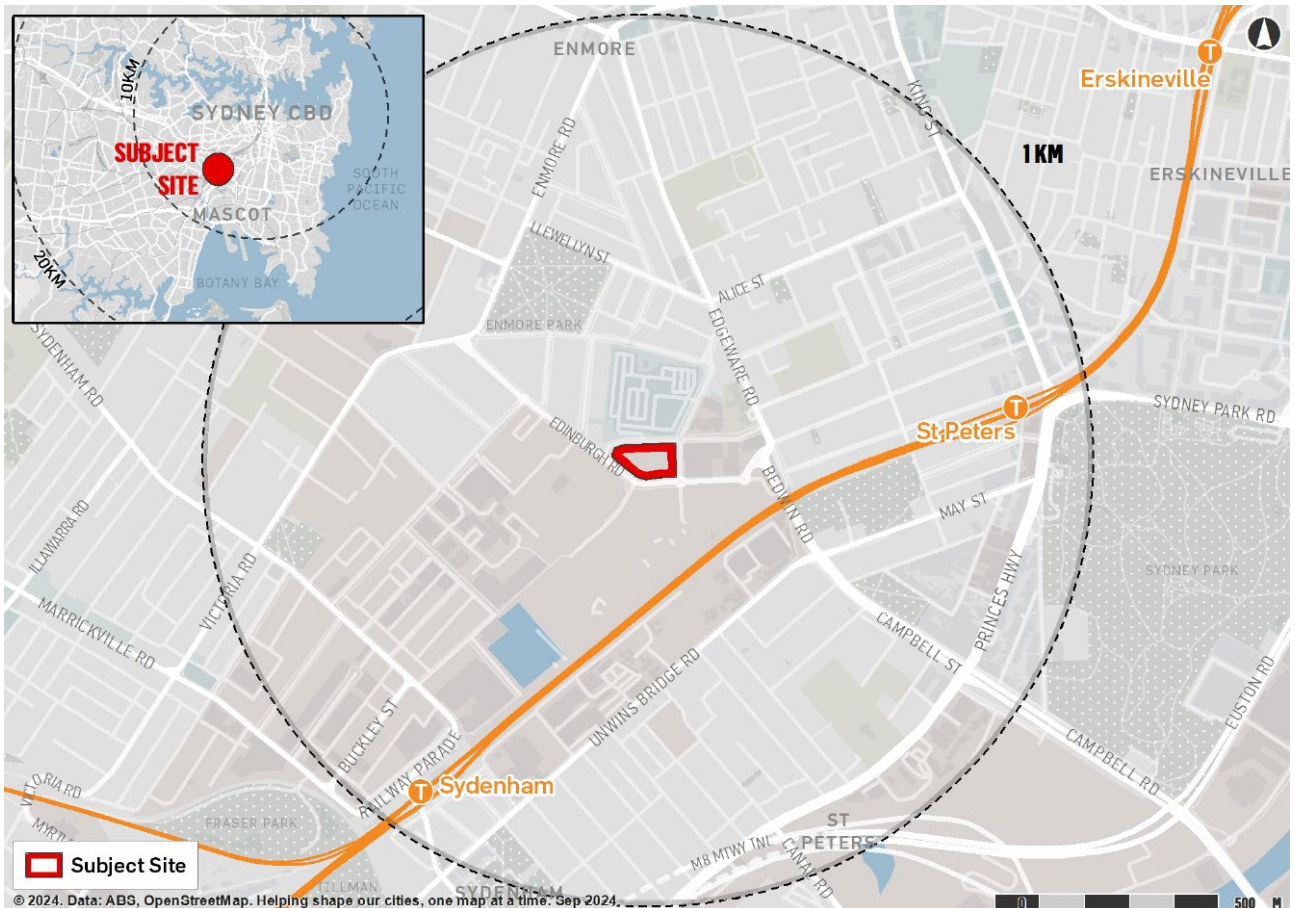 ENMORE
Erskineville
KING ST
1KM
ERSKINEVILLE
ENMORE RD
10KM
SYDNEY CBD
SUBJECT
SITE
SOUTH
PACIFIC
OCEAN
MASCOT
20KM
BOTANY BAY
LLEWELLYN ST
ALICE ST
ENMORE PARK
EDGEWARE RD
SYDENHAM RD
SYDNEY PARK RD
St Peters
EDINBURGH RD
BEDWIN RD
MAY ST
ILLAWARRA RD
VICTORIA RD
MARRICKVILLE RD
PRINCES HWY
SYDNEY PARK
CAMPBELL ST
UNWINS BRIDGE RD
EUSTON RD
BUCKLEY ST
RAILWAY PARADE
CAMPBELL RD
Sydenham
VICTORIA RD
FRASER PARK
ST
PETERS
M8 MTWY TNL
CANAL RD
Subject Site
TILLMAN
SYDENHAM
© 2024. Data: ABS, OpenStreetMap. Helping shape our cities, one map at a time. Sep 2024
0 500 M